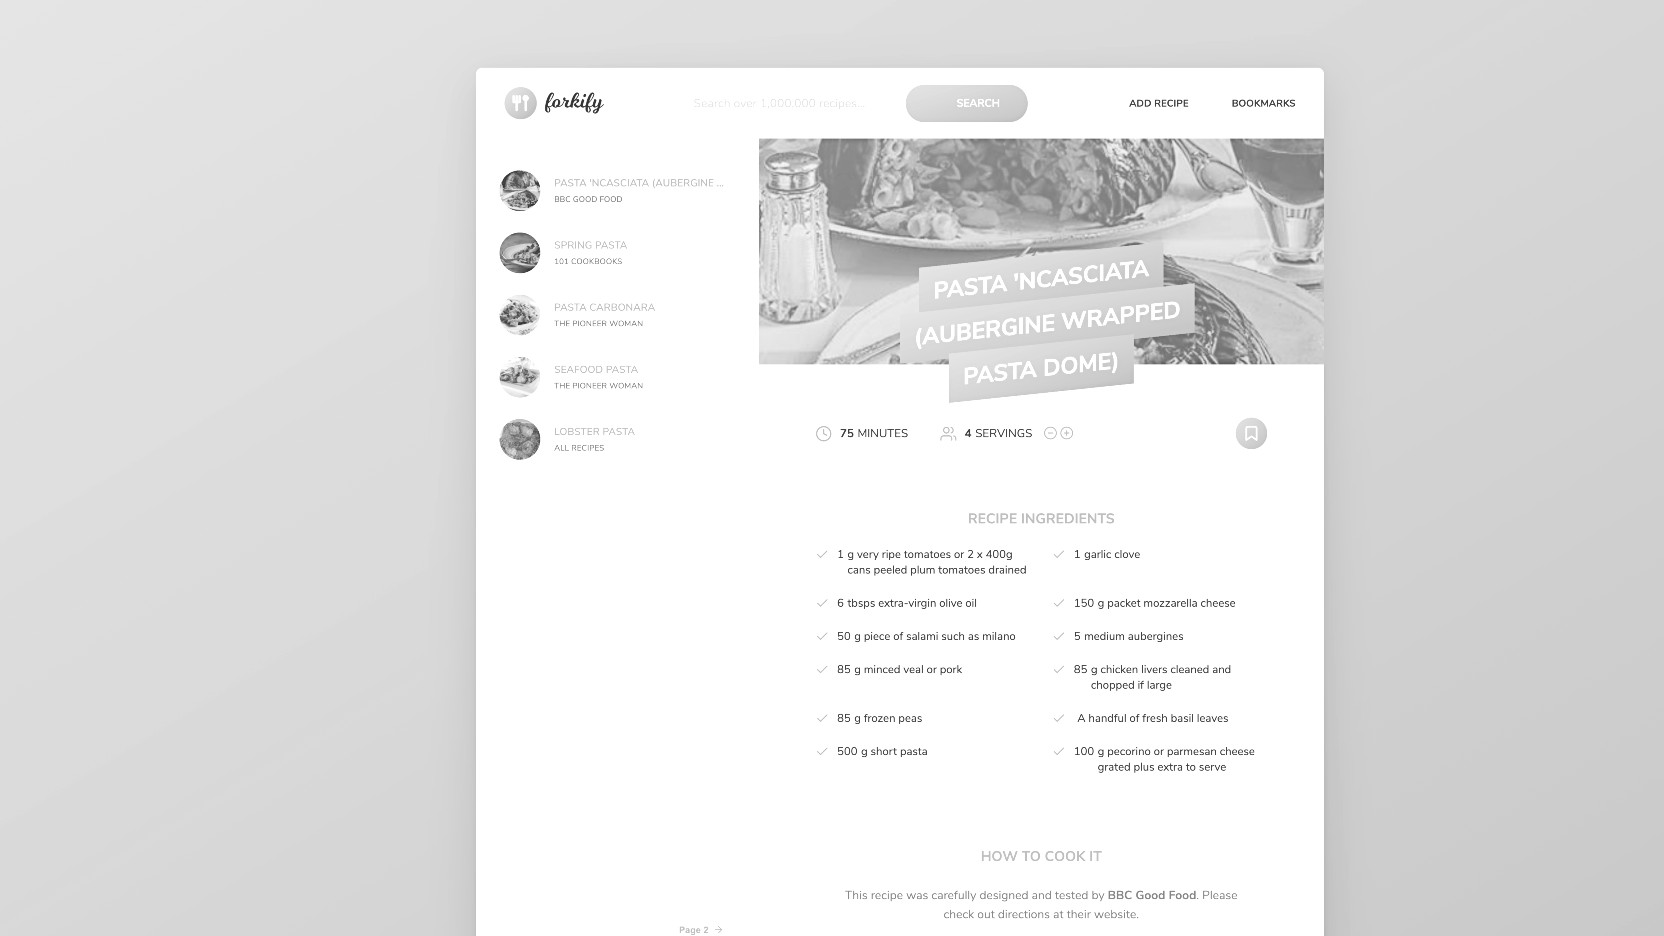 forkify
Search over 1,000,000 recipes...
SEARCH
ADD RECIPE
BOOKMARKS
PASTA 'NCASCIATA (AUBERGINE ...
BBC GOOD FOOD
SPRING PASTA
101 COOKBOOKS
PASTA CARBONARA
THE PIONEER WOMAN
SEAFOOD PASTA
THE PIONEER WOMAN
LOBSTER PASTA
ALL RECIPES
Page 2 →
PASTA 'NCASCIATA
(AUBERGINE WRAPPED
PASTA DOME)
75 MINUTES
4 SERVINGS
RECIPE INGREDIENTS
1 g very ripe tomatoes or 2 x 400g
cans peeled plum tomatoes drained
1 garlic clove
6 tbsps extra-virgin olive oil
150 g packet mozzarella cheese
50 g piece of salami such as milano
5 medium aubergines
85 g minced veal or pork
85 g chicken livers cleaned and
chopped if large
85 g frozen peas
A handful of fresh basil leaves
500 g short pasta
100 g pecorino or parmesan cheese
grated plus extra to serve
HOW TO COOK IT
This recipe was carefully designed and tested by BBC Good Food. Please
check out directions at their website.